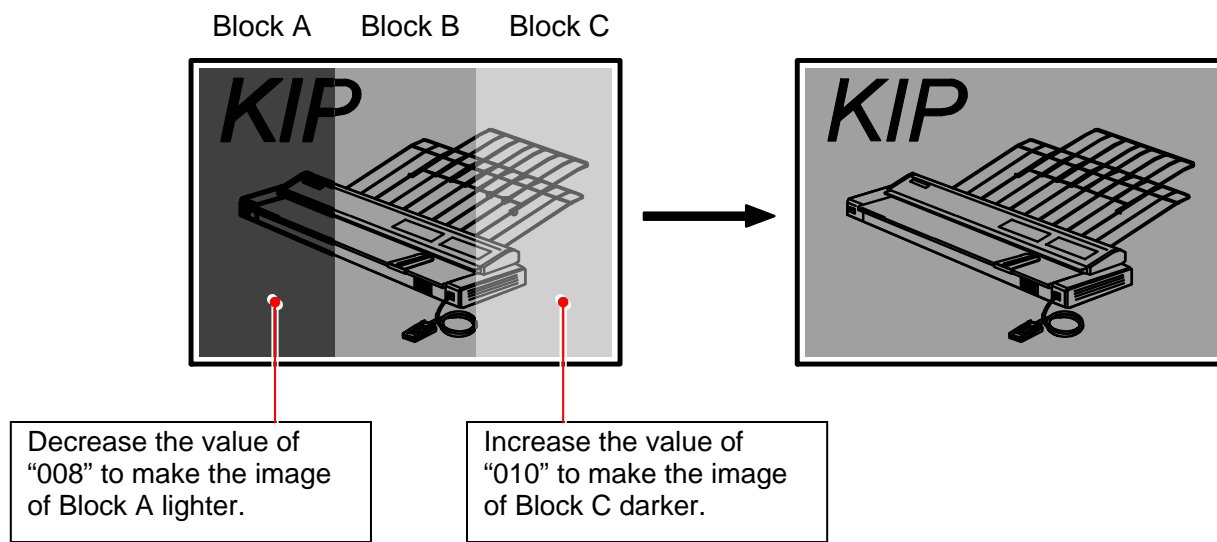 Block A Block B Block C
KIP KIP
Decrease the value of
“008” to make the image
of Block A lighter.
Increase the value of
“010” to make the image
of Block C darker.